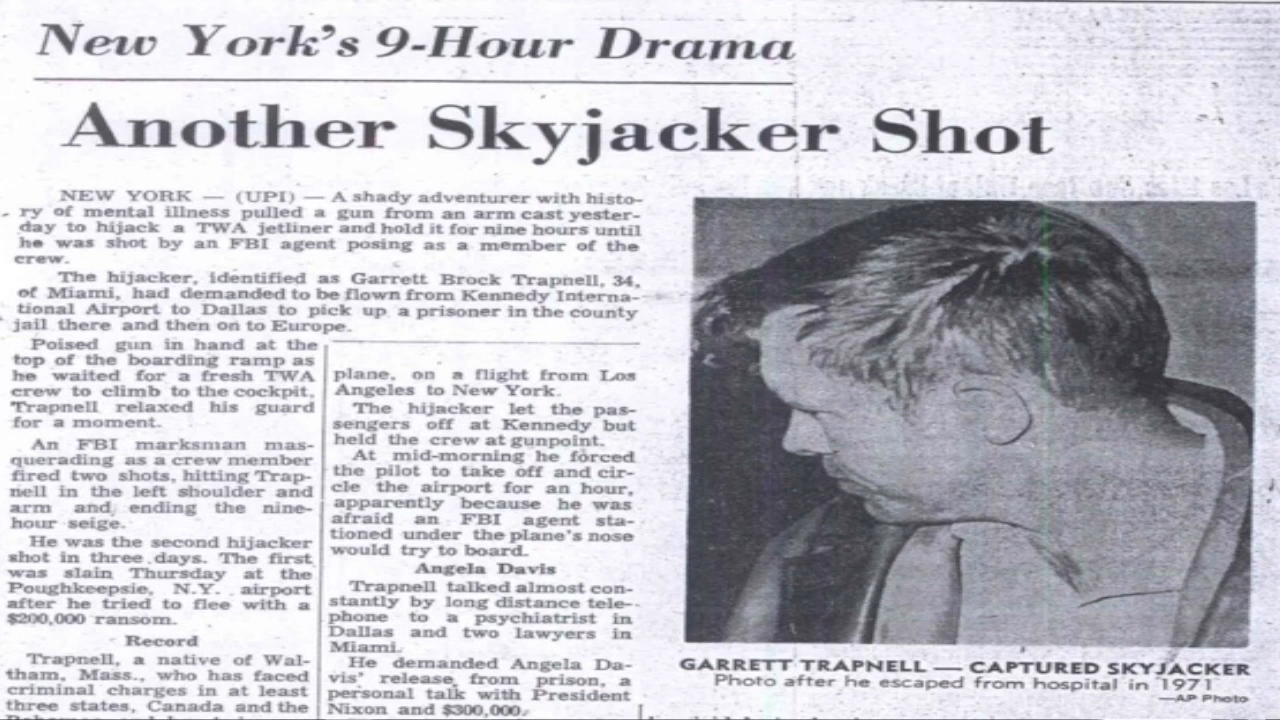 New York's 9-Hour Drama
Another Skyjacker Shot
NEW YORK — (UPI) — A shady adventurer with histo-
ry of mental illness pulled a gun from an arm cast yester-
day to hijack a TWA jetliner and hold it for nine hours until
he was shot by an FBI agent posing as a member of the
crew.
The hijacker, identified as Garrett Brock Trapnell, 34,
of Miami, had demanded to be flown from Kennedy Interna-
tional Airport to Dallas to pick up a prisoner in the county
jail there and then on to Europe.
Poised gun in hand at the
top of the boarding ramp as
he waited for a fresh TWA
crew to climb to the cockpit,
Trapnell relaxed his guard
for a moment.
An FBI marksman mas-
querading as a crew member
fired two shots, hitting Trap-
nell in the left shoulder and
arm and ending the nine-
hour seige.
He was the second hijacker
shot in three days. The first
was slain Thursday at the
Poughkeepsie, N.Y. airport
after he tried to flee with a
$200,000 ransom.
Record
Trapnell, a native of Wal-
tham, Mass., who has faced
criminal charges in at least
three states, Canada and the
plane, on a flight from Los
Angeles to New York.
The hijacker let the pas-
sengers off at Kennedy but
held the crew at gunpoint.
At mid-morning he forced
the pilot to take off and cir-
cle the airport for an hour,
apparently because he was
afraid an FBI agent sta-
tioned under the plane's nose
would try to board.
Angela Davis
Trapnell talked almost con-
stantly by long distance tele-
phone to a psychiatrist in
Dallas and two lawyers in
Miami.
He demanded Angela Da-
vis' release from prison, a
personal talk with President
Nixon and $300,000.
GARRETT TRAPNELL — CAPTURED SKYJACKER
Photo after he escaped from hospital in 1971
—AP Photo